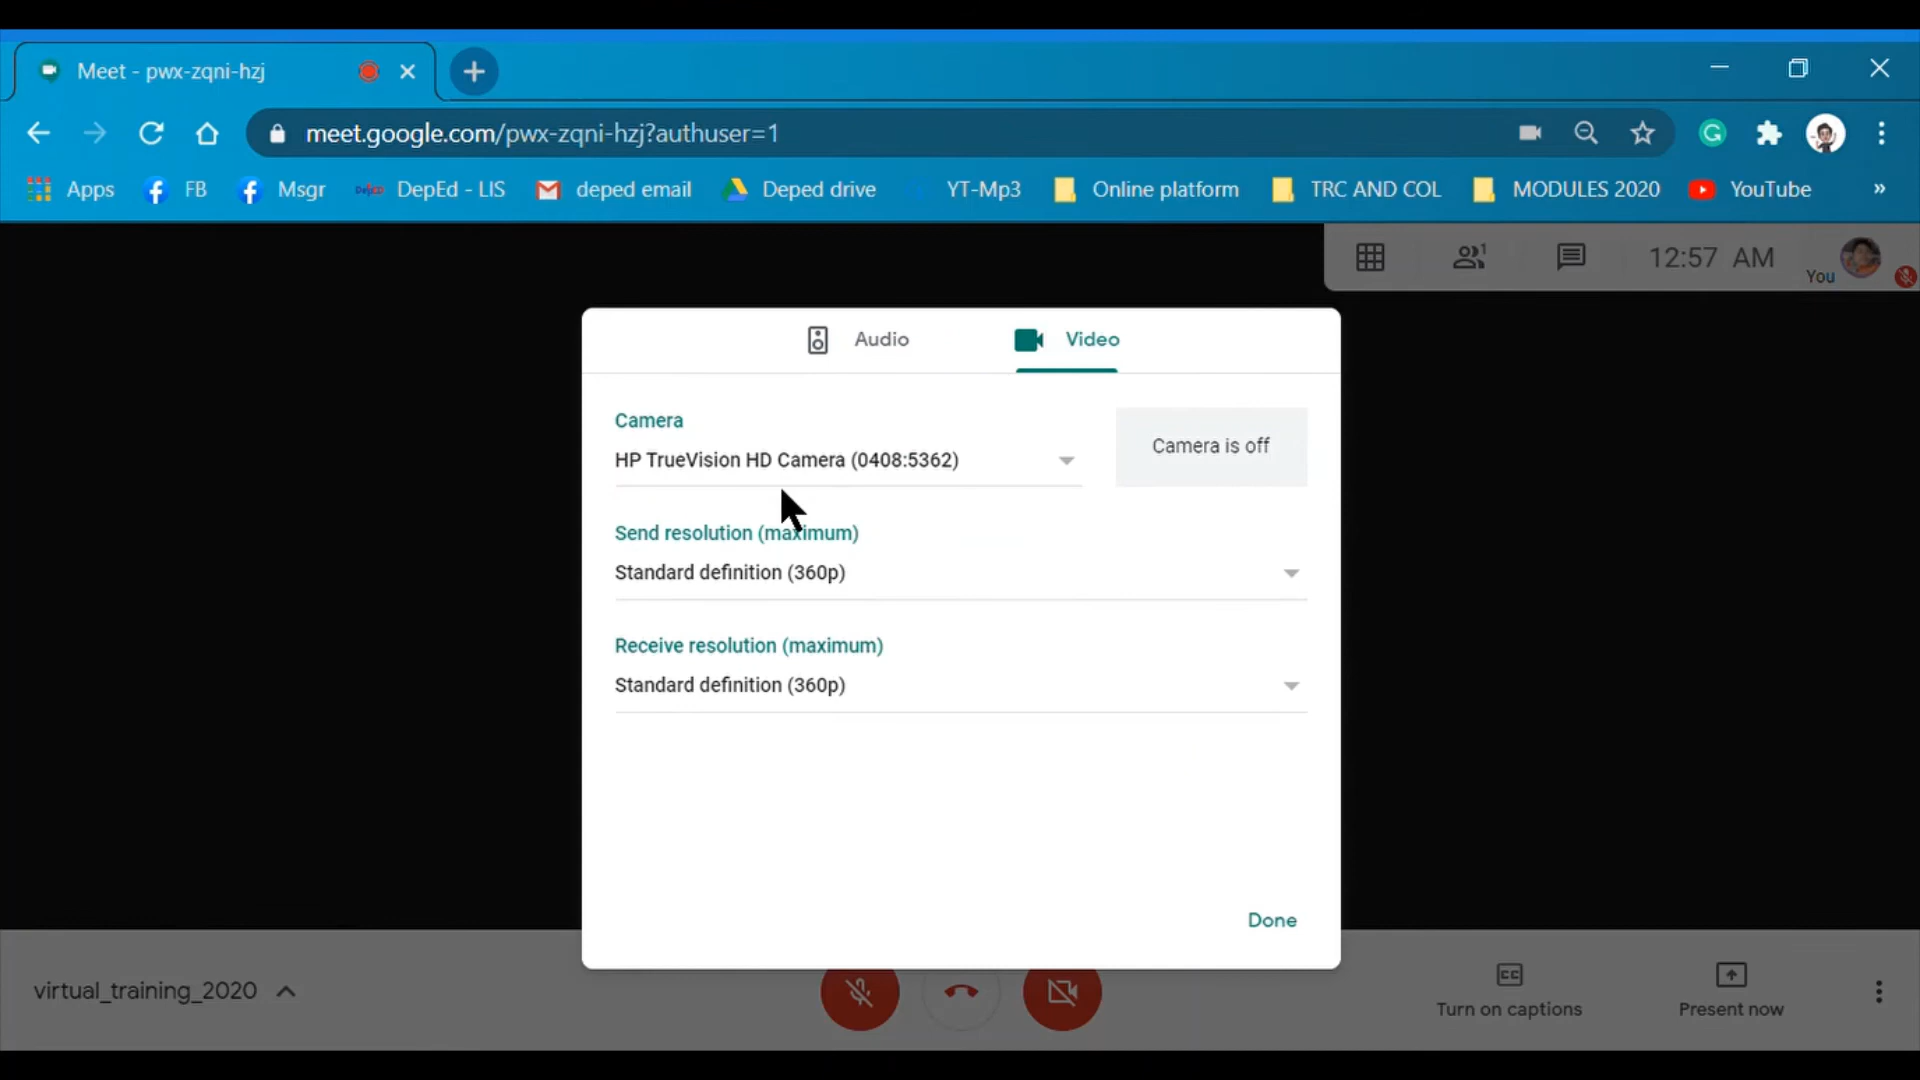 Meet - pwx-zqni-hzj
meet.google.com/pwx-zqni-hzj?authuser=1
Apps FB Msgr DepEd - LIS deped email Deped drive YT-Mp3 Online platform TRC AND COL MODULES 2020 YouTube »
1 12:57 AM You
Audio Video
Camera
HP TrueVision HD Camera (0408:5362)
Camera is off
Send resolution (maximum)
Standard definition (360p)
Receive resolution (maximum)
Standard definition (360p)
Done
virtual_training_2020
CC
Turn on captions Present now